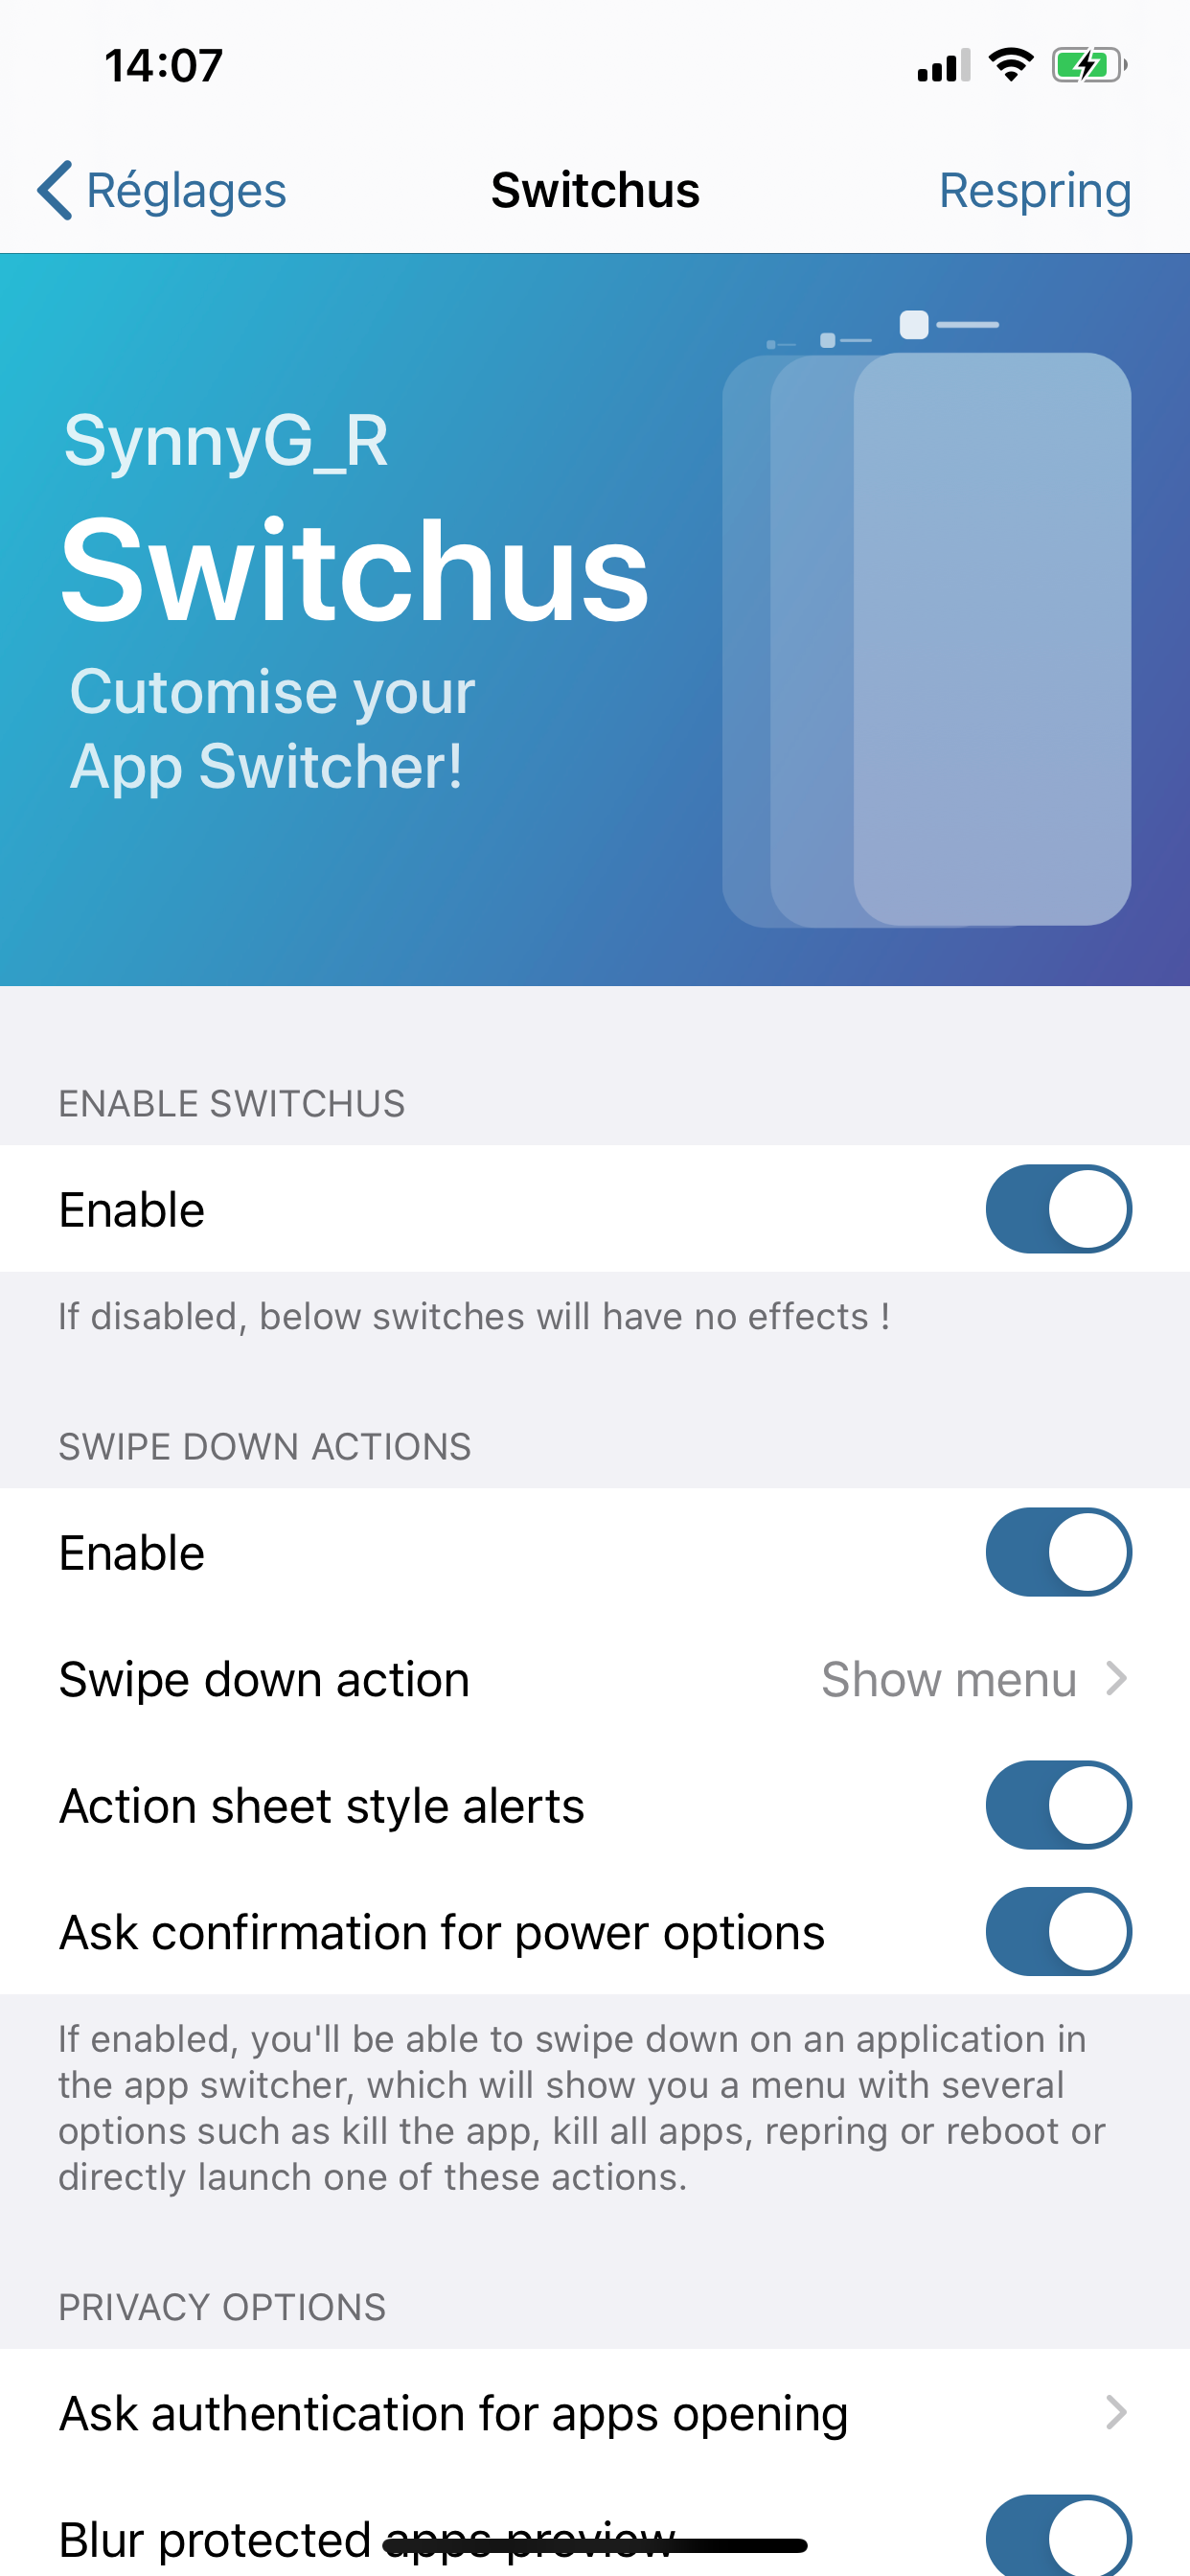 14:07
Réglages
Switchus
Respring
SynnyG_R
Switchus
Cutomise your
App Switcher!
ENABLE SWITCHUS
Enable
If disabled, below switches will have no effects !
SWIPE DOWN ACTIONS
Enable
Swipe down action
Show menu
Action sheet style alerts
Ask confirmation for power options
If enabled, you'll be able to swipe down on an application in
the app switcher, which will show you a menu with several
options such as kill the app, kill all apps, repring or reboot or
directly launch one of these actions.
PRIVACY OPTIONS
Ask authentication for apps opening
Blur protected apps preview